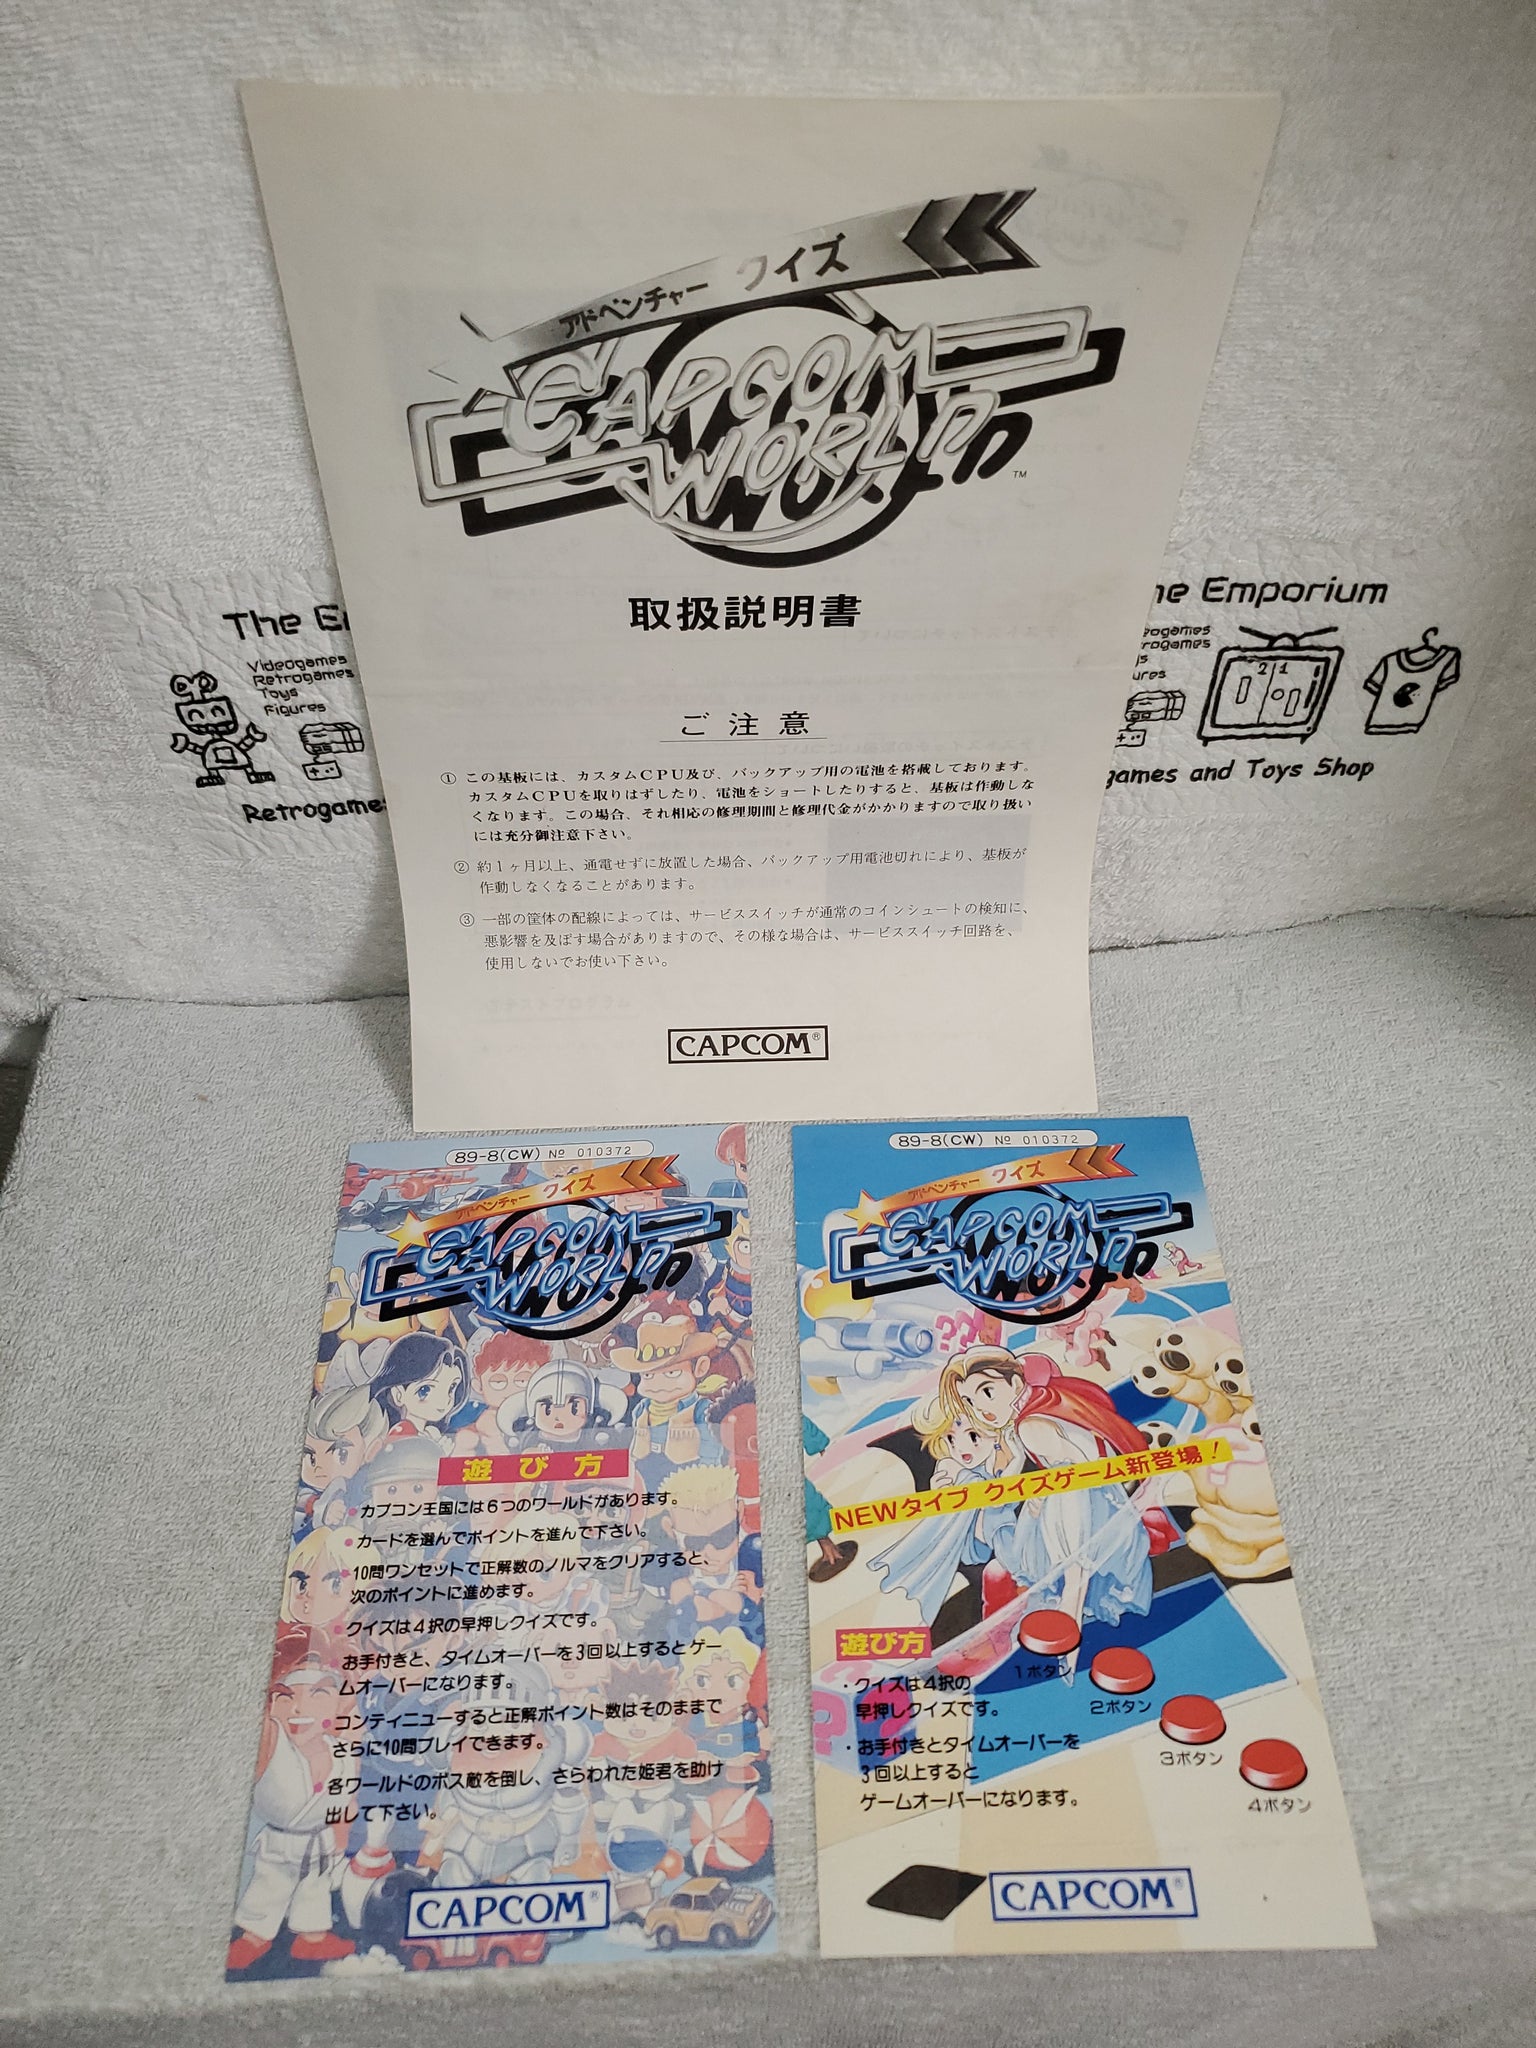 アドベンチャー クイズ
CAPCOM
WORLD
TM
取扱説明書
ご注意
① この基板には、カスタムCPU及び、バックアップ用の電池を搭載しております。
カスタムCPUを取りはずしたり、電池をショートしたりすると、基板は作動しな
くなります。この場合、それ相応の修理期間と修理代金がかかりますので取り扱い
には充分御注意下さい。
② 約1ヶ月以上、通電せずに放置した場合、バックアップ用電池切れにより、基板が
作動しなくなることがあります。
③ 一部の筐体の配線によっては、サービススイッチが通常のコインシュートの検知に、
悪影響を及ぼす場合がありますので、その様な場合は、サービススイッチ回路を、
使用しないでお使い下さい。
CAPCOM®
The E
Videogames
Retrogames
Toys
Figures
Retrogames
he Emporium
eogames
rogames
ures
2 1
games and Toys Shop
89-8(CW) № 010372
アドベンチャー クイズ
CAPCOM
WORLD
遊び方
・カプコン王国には6つのワールドがあります。
・カードを選んでポイントを進んで下さい。
・10問ワンセットで正解数のノルマをクリアすると、
次のポイントに進めます。
・クイズは4択の早押しクイズです。
・お手付きと、タイムオーバーを3回以上するとゲー
ムオーバーになります。
・コンティニューすると正解ポイント数はそのままで
さらに10問プレイできます。
・各ワールドのボス敵を倒し、さらわれた姫君を助け
出して下さい。
CAPCOM®
89-8(CW) № 010372
アドベンチャー クイズ
CAPCOM
WORLD
??
NEWタイプ クイズゲーム新登場!
遊び方
・クイズは4択の
早押しクイズです。
・お手付きとタイムオーバーを
3回以上すると
ゲームオーバーになります。
1ボタン
2ボタン
3ボタン
4ボタン
CAPCOM®